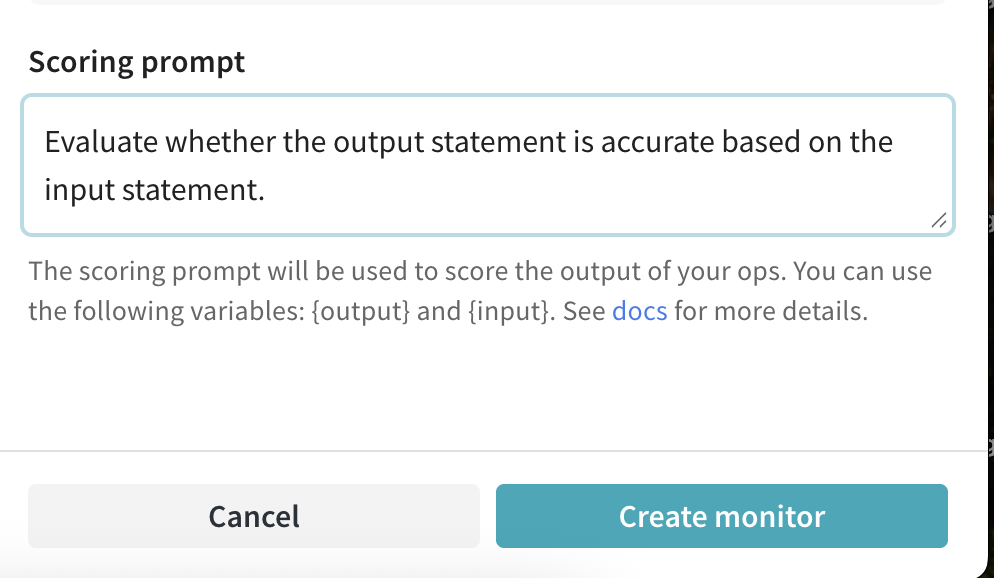 Scoring prompt
Evaluate whether the output statement is accurate based on the
input statement.
The scoring prompt will be used to score the output of your ops. You can use
the following variables: {output} and {input}. See docs for more details.
Cancel
Create monitor